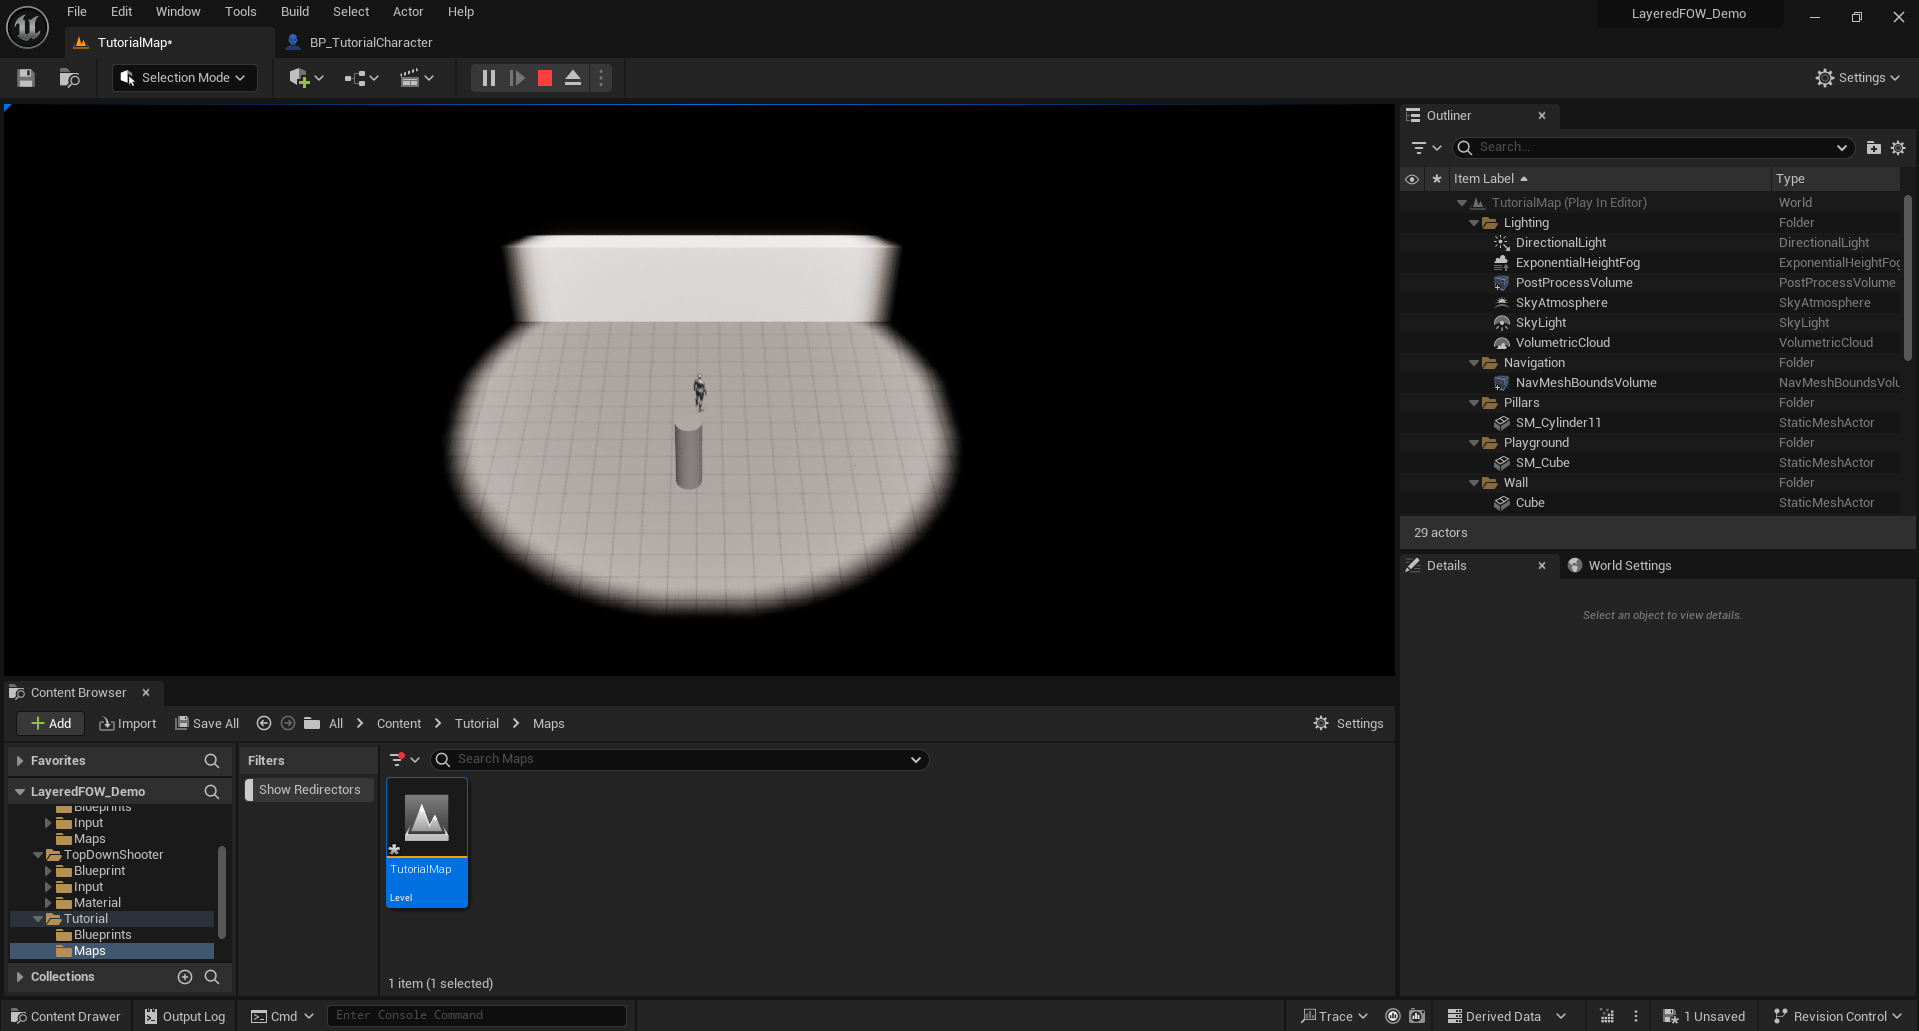 File Edit Window Tools Build Select Actor Help
LayeredFOW_Demo
TutorialMap*
BP_TutorialCharacter
Selection Mode
Settings
Outliner
Search...
Item Label Type
TutorialMap (Play In Editor) World
Lighting Folder
DirectionalLight DirectionalLight
ExponentialHeightFog ExponentialHeightFog
PostProcessVolume PostProcessVolume
SkyAtmosphere SkyAtmosphere
SkyLight SkyLight
VolumetricCloud VolumetricCloud
Navigation Folder
NavMeshBoundsVolume NavMeshBoundsVolu
Pillars Folder
SM_Cylinder11 StaticMeshActor
Playground Folder
SM_Cube StaticMeshActor
Wall Folder
Cube StaticMeshActor
29 actors
Details
World Settings
Select an object to view details.
Content Browser
Add Import Save All All > Content > Tutorial > Maps
Settings
Favorites
LayeredFOW_Demo
Blueprints
Input
Maps
TopDownShooter
Blueprint
Input
Material
Tutorial
Blueprints
Maps
Collections
Filters
Show Redirectors
Search Maps
TutorialMap
Level
1 item (1 selected)
Content Drawer Output Log Cmd Enter Console Command
Trace Derived Data 1 Unsaved Revision Control